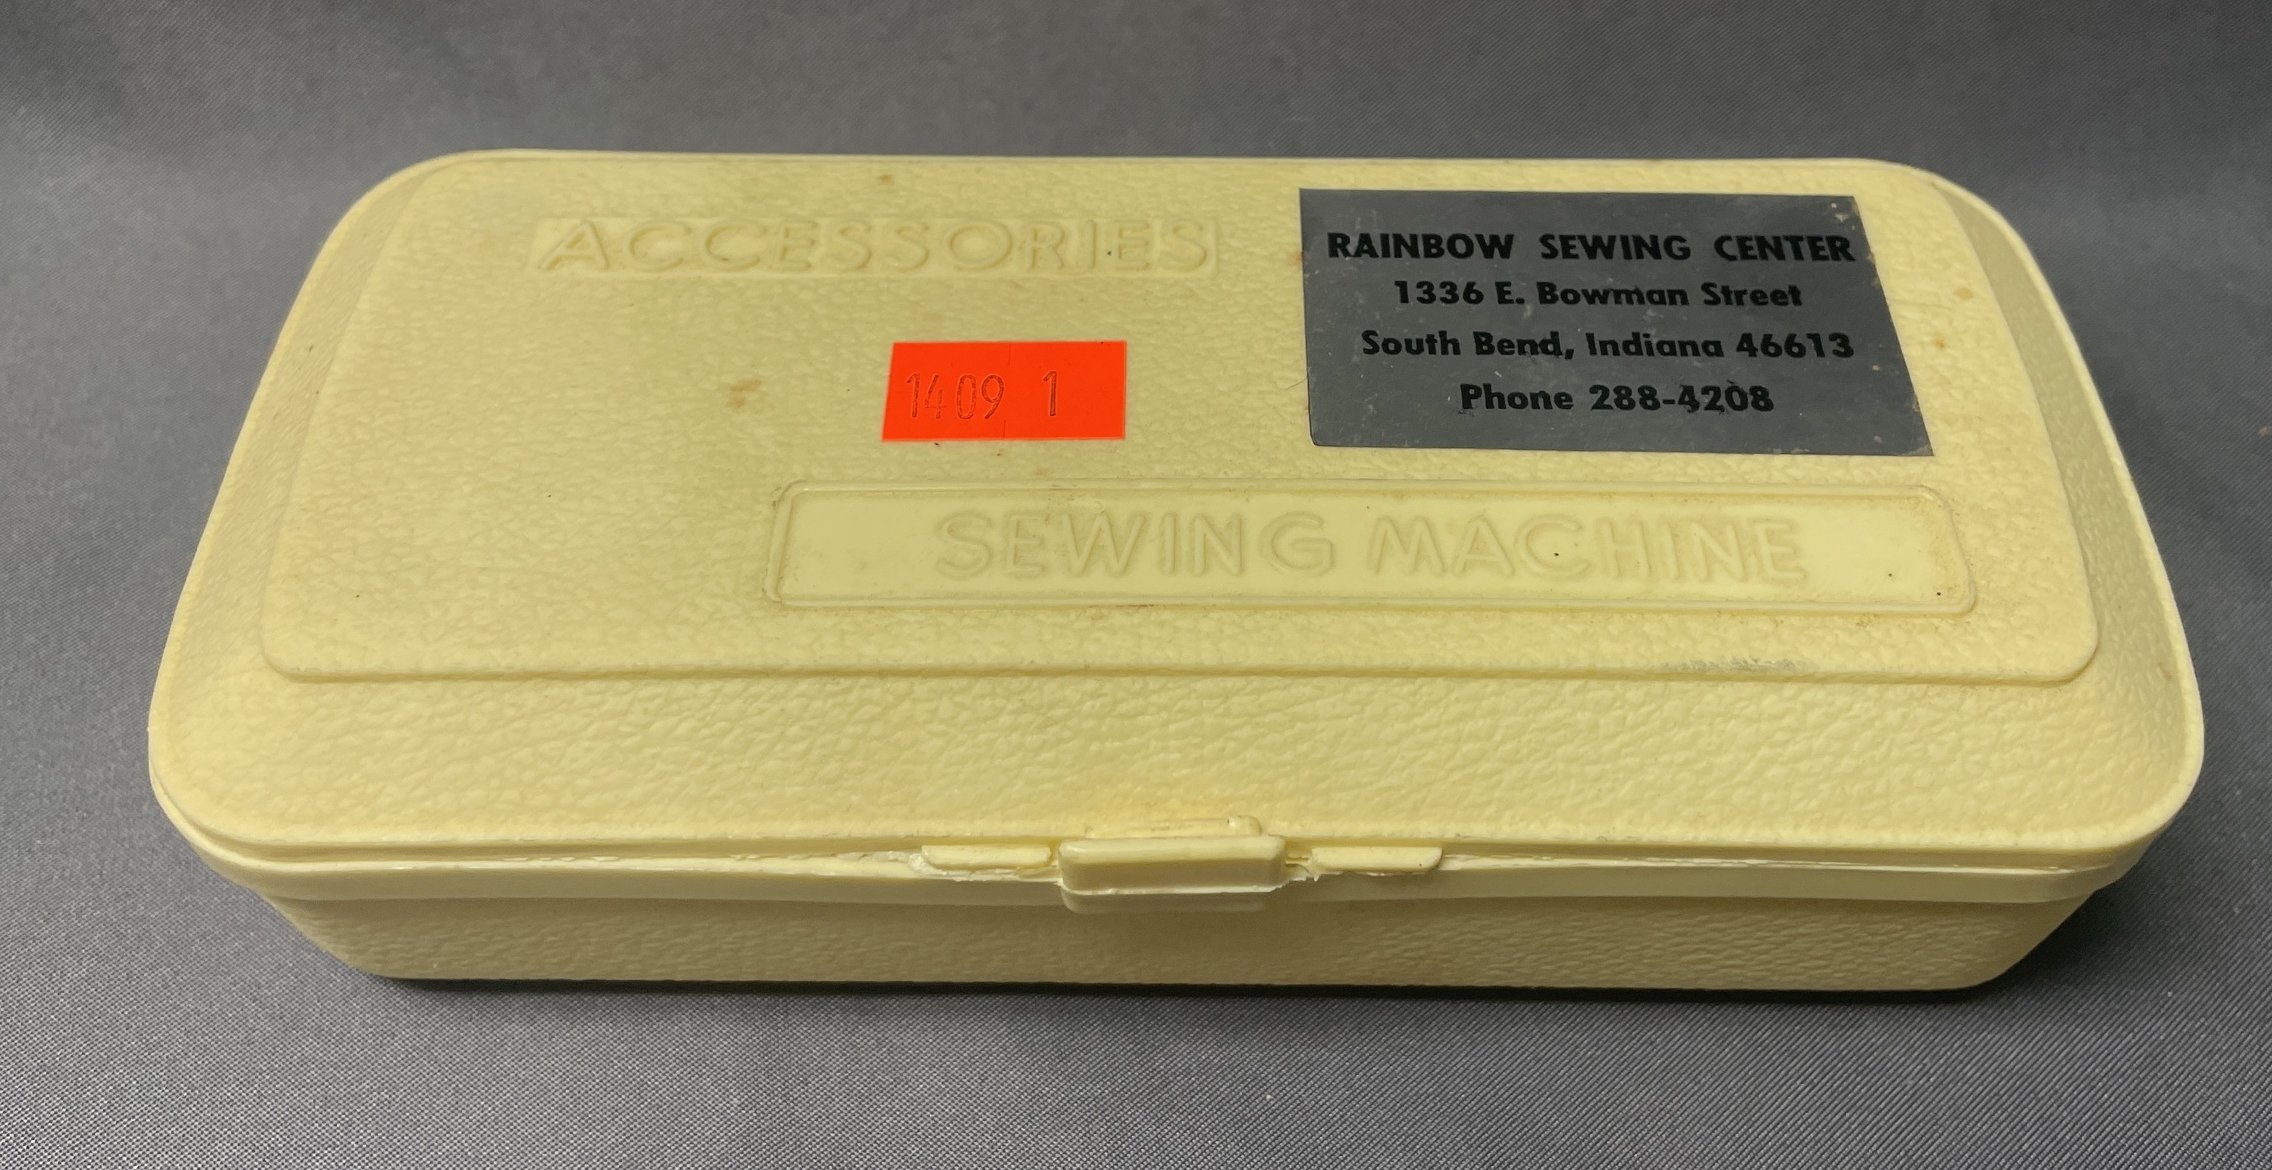 ACCESSORIES
RAINBOW SEWING CENTER
1336 E. Bowman Street
South Bend, Indiana 46613
Phone 288-4208
1409 1
SEWING MACHINE